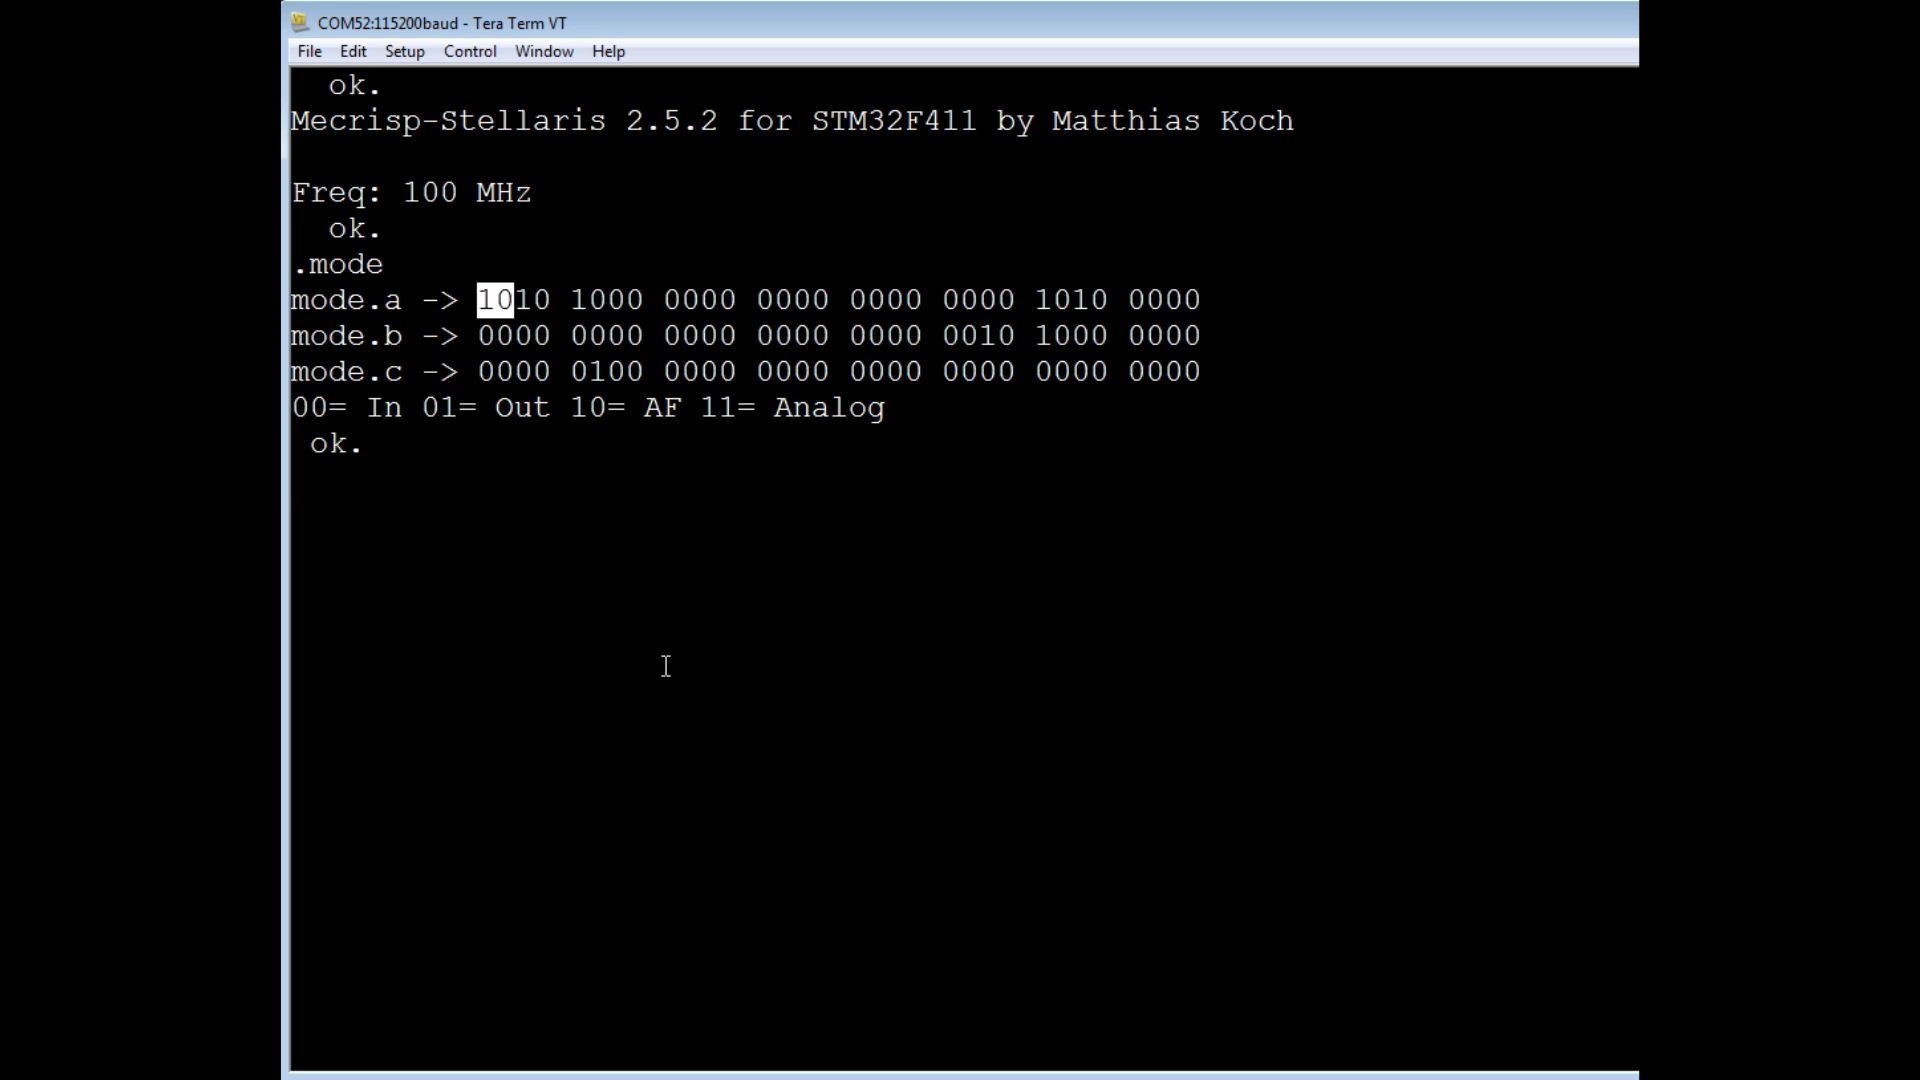 COM52:115200baud - Tera Term VT
File Edit Setup Control Window Help
ok.
Mecrisp-Stellaris 2.5.2 for STM32F411 by Matthias Koch
Freq: 100 MHz
ok.
.mode
mode.a -> 1010 1000 0000 0000 0000 0000 1010 0000
mode.b -> 0000 0000 0000 0000 0000 0010 1000 0000
mode.c -> 0000 0100 0000 0000 0000 0000 0000 0000
00= In 01= Out 10= AF 11= Analog
ok.